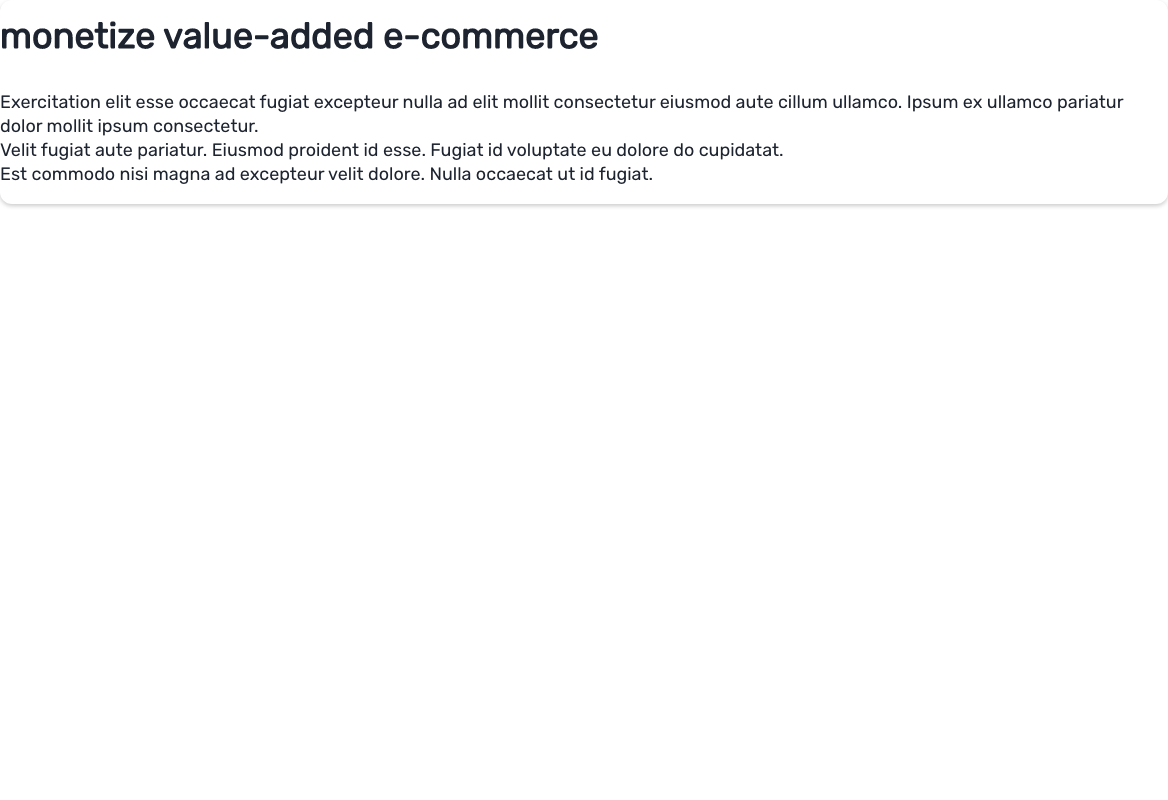 monetize value-added e-commerce
Exercitation elit esse occaecat fugiat excepteur nulla ad elit mollit consectetur eiusmod aute cillum ullamco. Ipsum ex ullamco pariatur
dolor mollit ipsum consectetur.
Velit fugiat aute pariatur. Eiusmod proident id esse. Fugiat id voluptate eu dolore do cupidatat.
Est commodo nisi magna ad excepteur velit dolore. Nulla occaecat ut id fugiat.